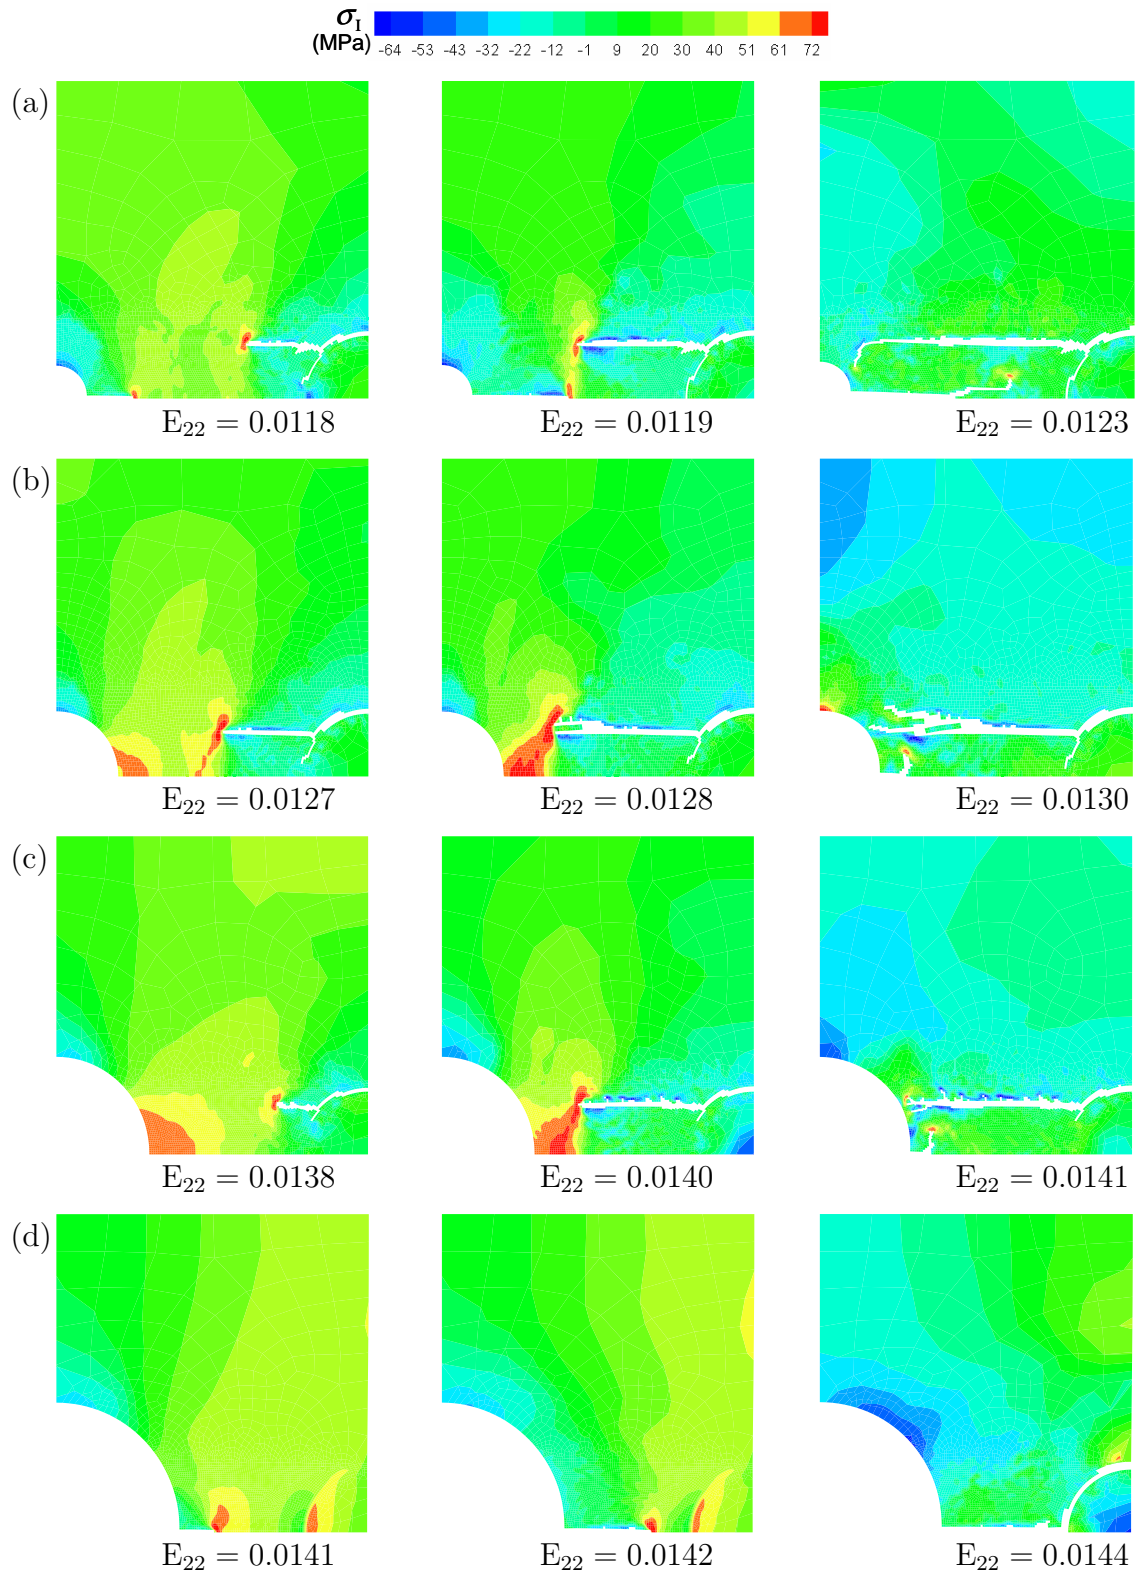 σI
(MPa) -64 -53 -43 -32 -22 -12 -1 9 20 30 40 51 61 72
(a)
E22 = 0.0118 E22 = 0.0119 E22 = 0.0123
(b)
E22 = 0.0127 E22 = 0.0128 E22 = 0.0130
(c)
E22 = 0.0138 E22 = 0.0140 E22 = 0.0141
(d)
E22 = 0.0141 E22 = 0.0142 E22 = 0.0144